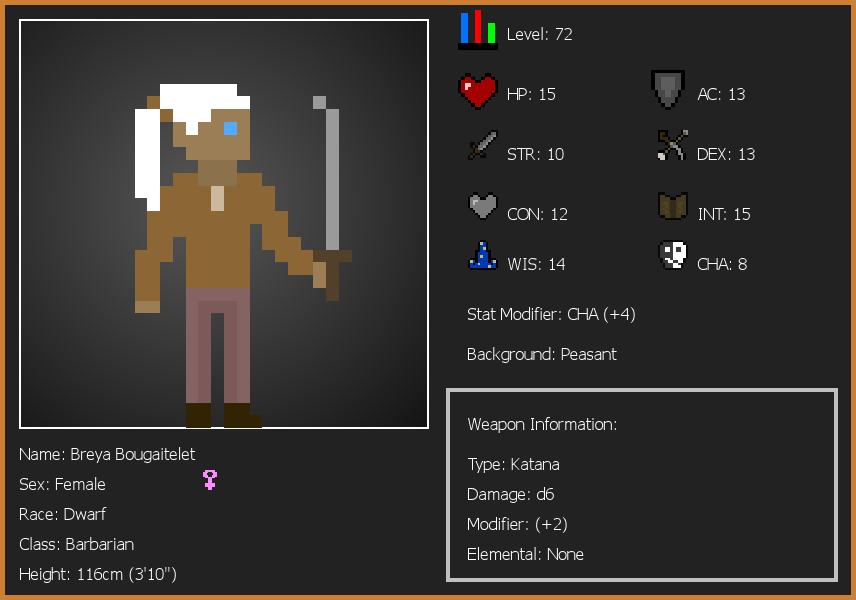 Level: 72
HP: 15
AC: 13
STR: 10
DEX: 13
CON: 12
INT: 15
WIS: 14
CHA: 8
Stat Modifier: CHA (+4)
Background: Peasant
Weapon Information:
Type: Katana
Damage: d6
Modifier: (+2)
Elemental: None
Name: Breya Bougaitelet
Sex: Female
Race: Dwarf
Class: Barbarian
Height: 116cm (3'10")